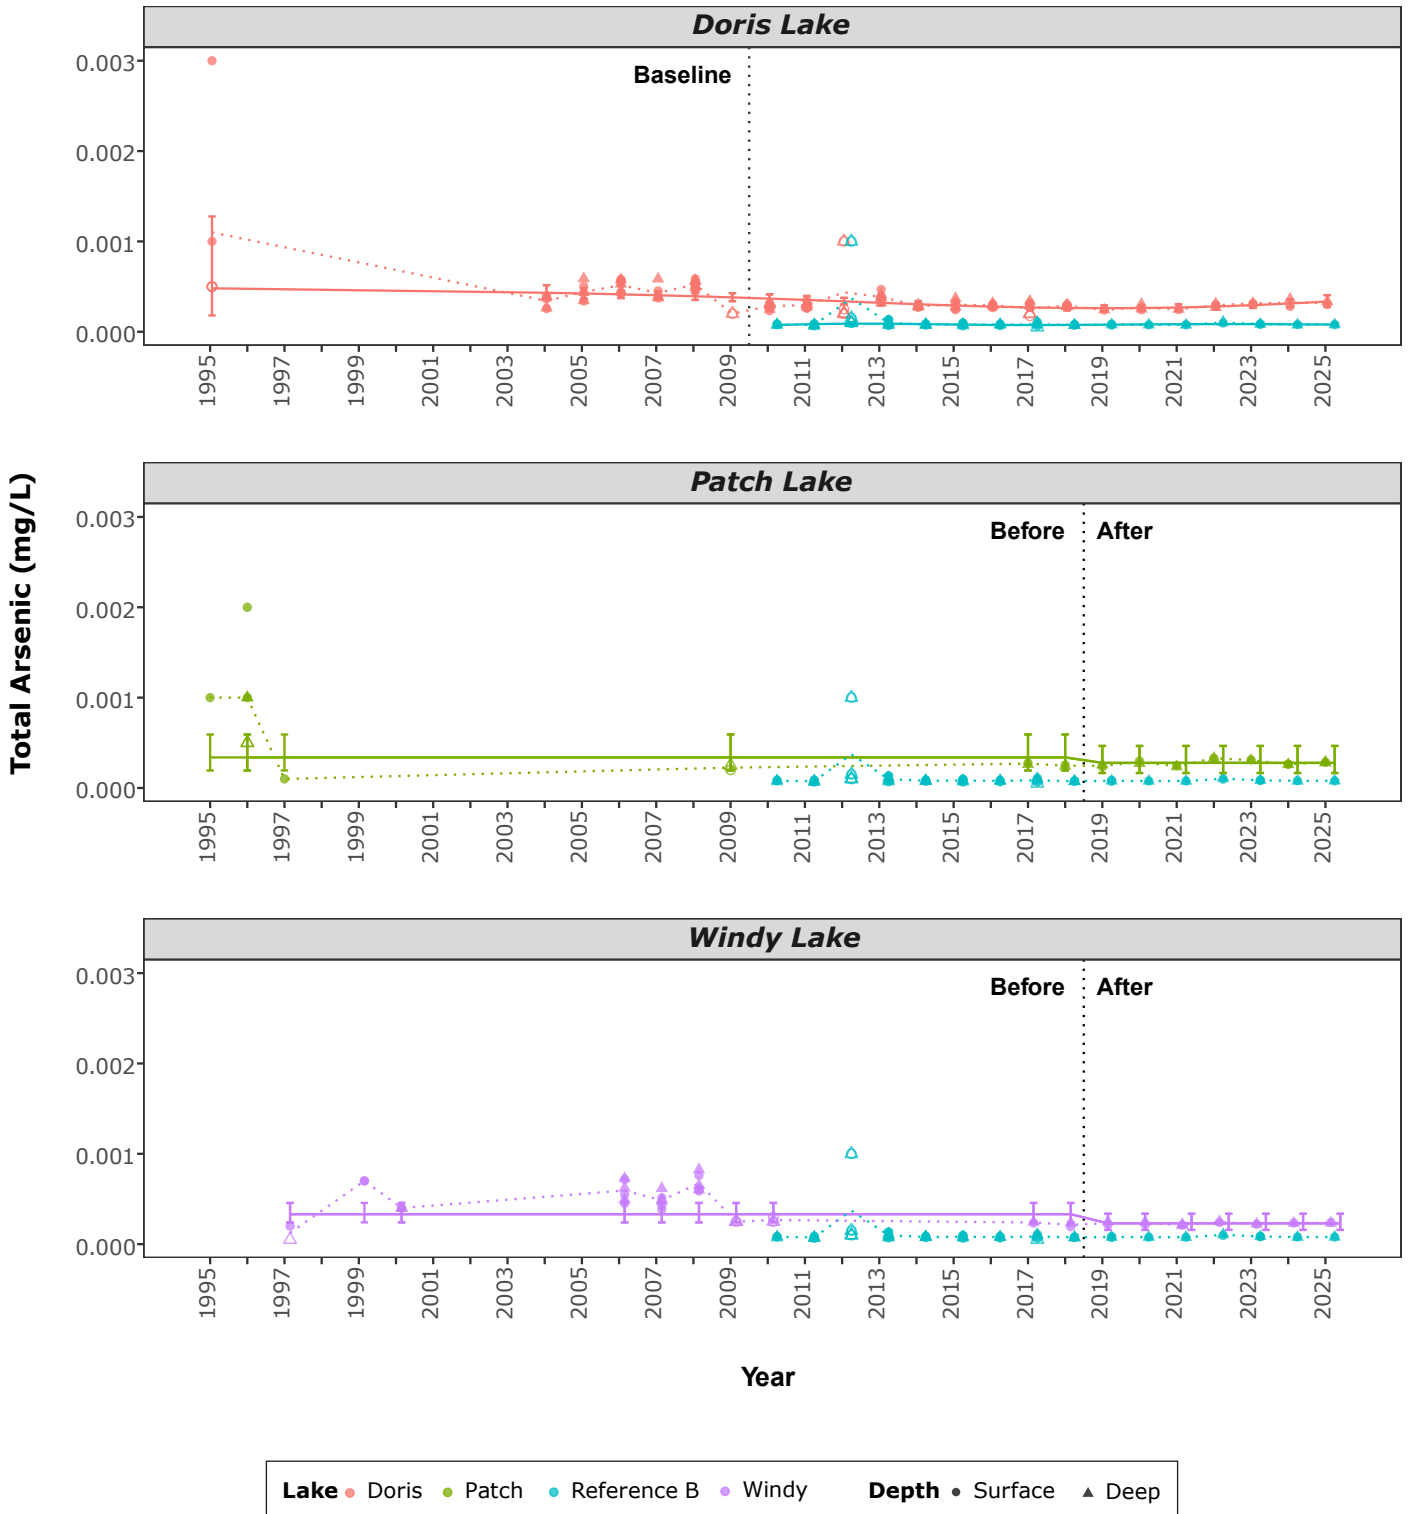 Doris Lake
Baseline
0.003
0.002
0.001
0.000
1995 1997 1999 2001 2003 2005 2007 2009 2011 2013 2015 2017 2019 2021 2023 2025
Total Arsenic (mg/L)
Patch Lake
Before After
0.003
0.002
0.001
0.000
1995 1997 1999 2001 2003 2005 2007 2009 2011 2013 2015 2017 2019 2021 2023 2025
Windy Lake
Before After
0.003
0.002
0.001
0.000
1995 1997 1999 2001 2003 2005 2007 2009 2011 2013 2015 2017 2019 2021 2023 2025
Year
Lake Doris Patch Reference B Windy Depth Surface Deep